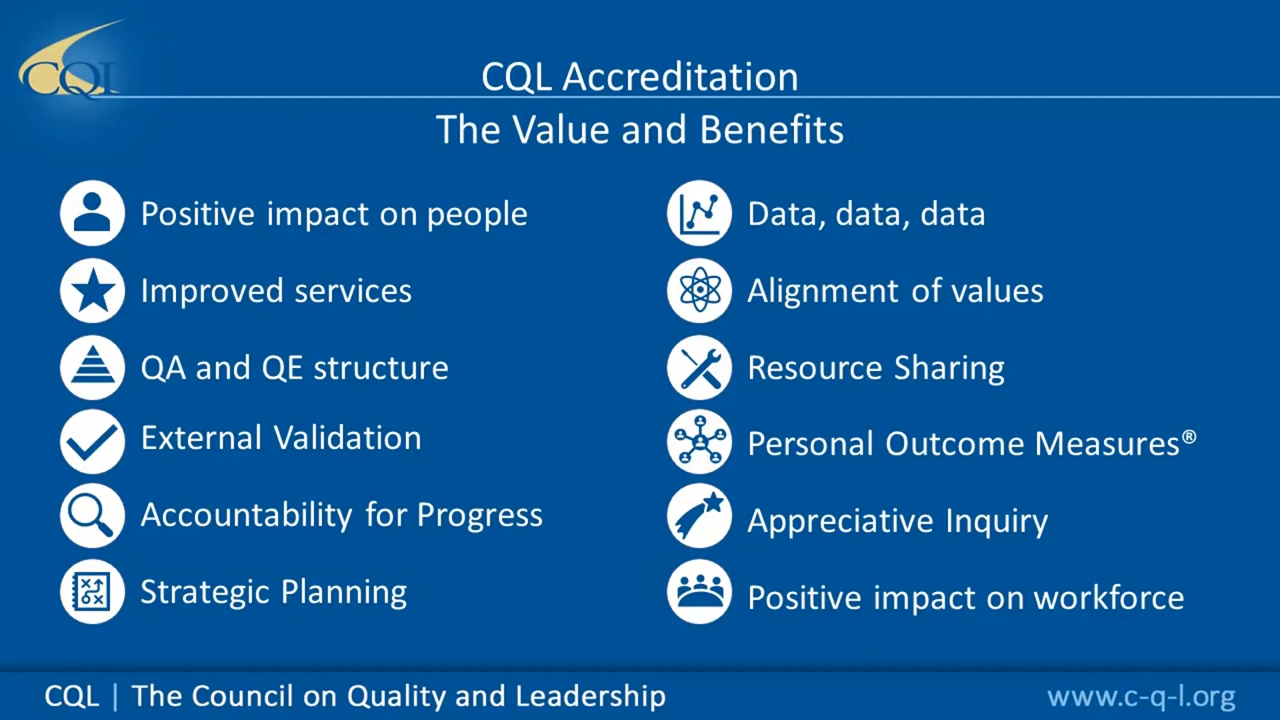 CQL
CQL Accreditation
The Value and Benefits
Positive impact on people
Improved services
QA and QE structure
External Validation
Accountability for Progress
Strategic Planning
Data, data, data
Alignment of values
Resource Sharing
Personal Outcome Measures®
Appreciative Inquiry
Positive impact on workforce
CQL | The Council on Quality and Leadership
www.c-q-l.org